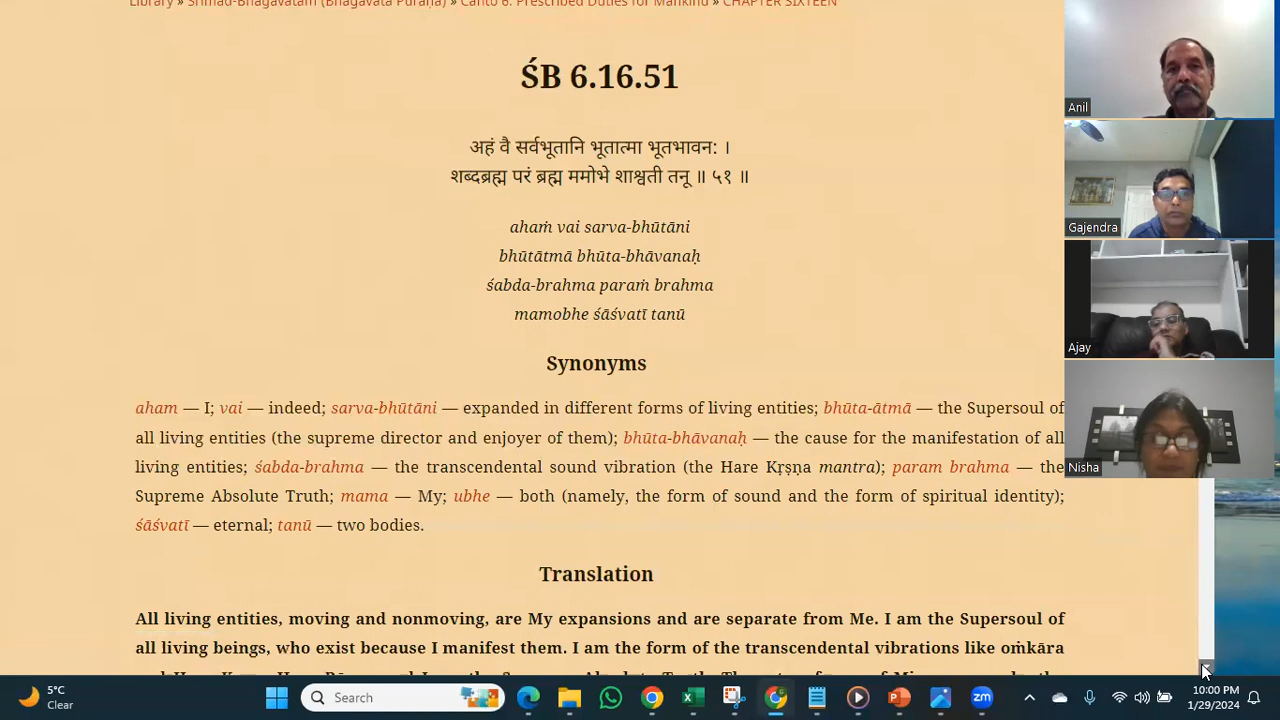 Library » Śrīmad-Bhāgavatam (Bhāgavata Purāṇa) » Canto 6: Prescribed Duties for Mankind » CHAPTER SIXTEEN
ŚB 6.16.51
अहं वै सर्वभूतानि भूतात्मा भूतभावन: ।
शब्दब्रह्म परं ब्रह्म ममोभे शाश्वती तनू ॥ ५१ ॥
ahaṁ vai sarva-bhūtāni
bhūtātmā bhūta-bhāvanaḥ
śabda-brahma paraṁ brahma
mamobhe śāśvatī tanū
Synonyms
aham — I; vai — indeed; sarva-bhūtāni — expanded in different forms of living entities; bhūta-ātmā — the Supersoul of
all living entities (the supreme director and enjoyer of them); bhūta-bhāvanaḥ — the cause for the manifestation of all
living entities; śabda-brahma — the transcendental sound vibration (the Hare Kṛṣṇa mantra); param brahma — the
Supreme Absolute Truth; mama — My; ubhe — both (namely, the form of sound and the form of spiritual identity);
śāśvatī — eternal; tanū — two bodies.
Translation
All living entities, moving and nonmoving, are My expansions and are separate from Me. I am the Supersoul of
all living beings, who exist because I manifest them. I am the form of the transcendental vibrations like oṁkāra
Anil
Gajendra
Ajay
Nisha
5°C
Clear
Search
zm
10:00 PM
1/29/2024